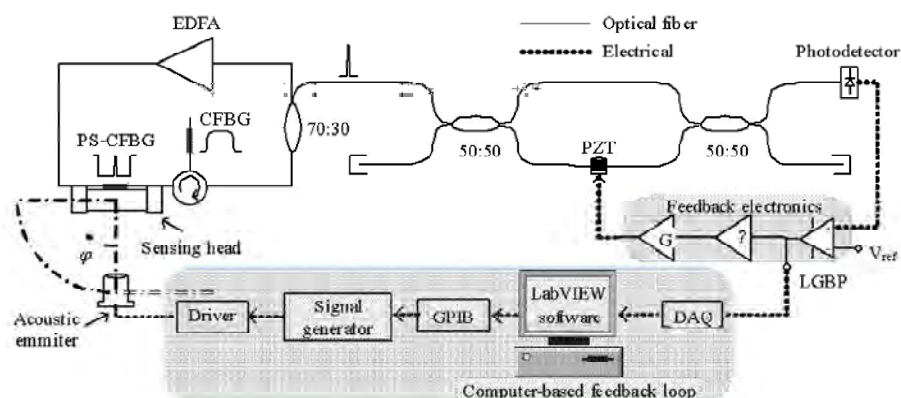 EDFA
Optical fiber
Electrical
Photodetector
CFBG
70:30
PS-CFBG
50:50
PZT
50:50
Feedback electronics
Sensing head
G
?
V_ref
φ
LGBP
Acoustic
emmiter
Driver
Signal
generator
GPIB
LabVIEW
software
DAQ
Computer-based feedback loop